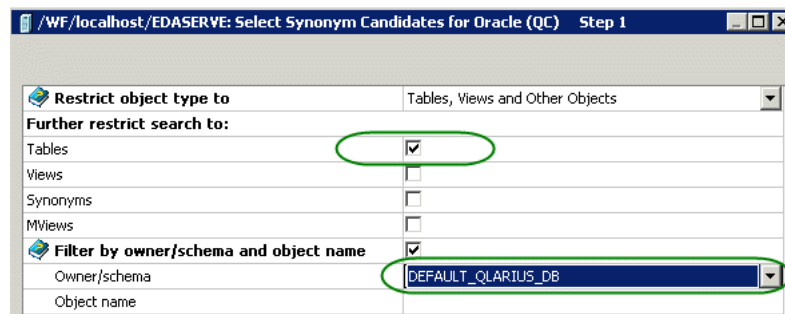 /WF/localhost/EDASERVE: Select Synonym Candidates for Oracle (QC) Step 1
Restrict object type to Tables, Views and Other Objects
Further restrict search to:
Tables
Views
Synonyms
MViews
Filter by owner/schema and object name
Owner/schema DEFAULT_QLARIUS_DB
Object name